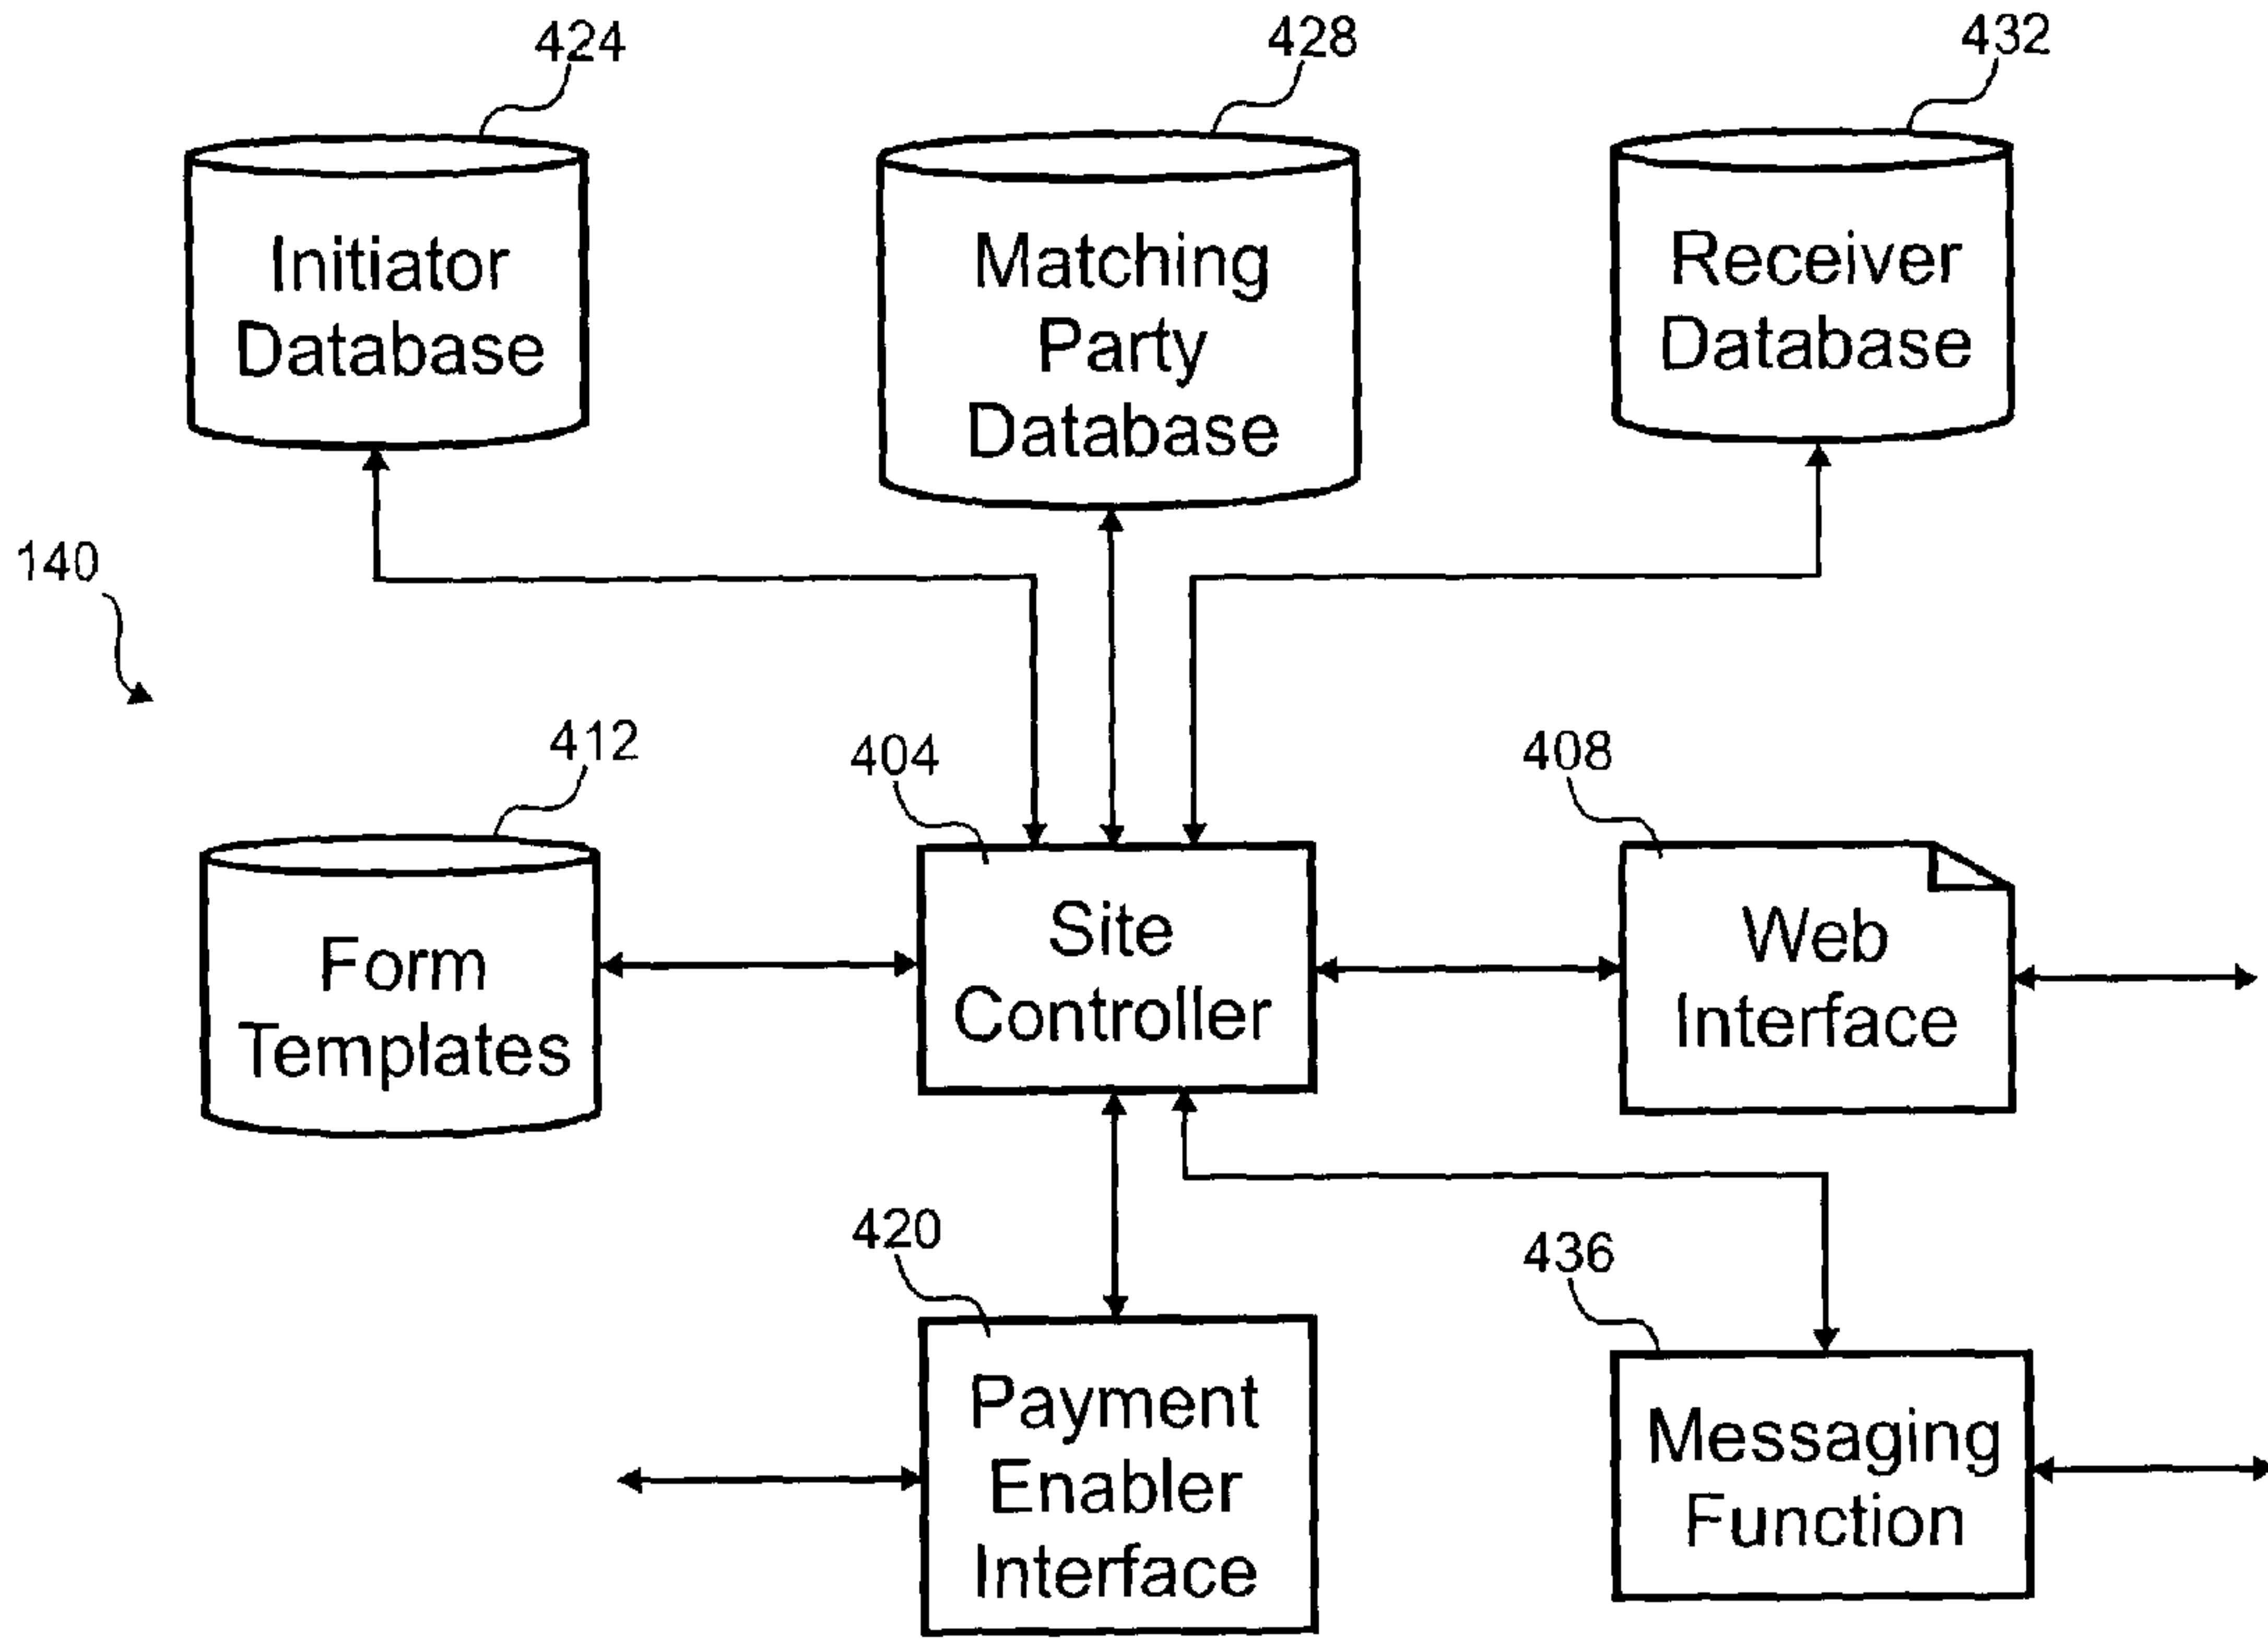 424
428
432
Initiator
Database
Matching
Party
Database
Receiver
Database
140
412
404
408
Form
Templates
Site
Controller
Web
Interface
420
436
Payment
Enabler
Interface
Messaging
Function